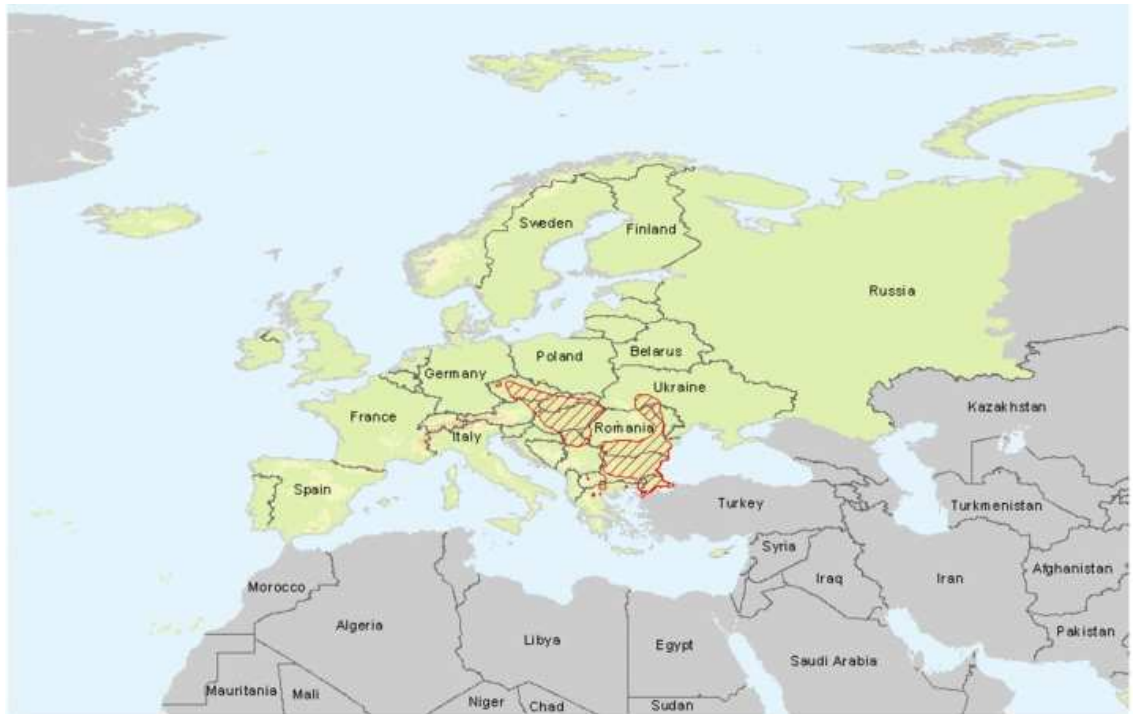 Sweden
Finland
Russia
Poland
Belarus
Germany
Ukraine
France
Kazakhstan
Italy
Romania
Spain
Turkey
Turkmenistan
Syria
Iraq
Iran
Afghanistan
Morocco
Algeria
Libya
Egypt
Saudi Arabia
Pakistan
Mauritania
Mali
Niger
Chad
Sudan